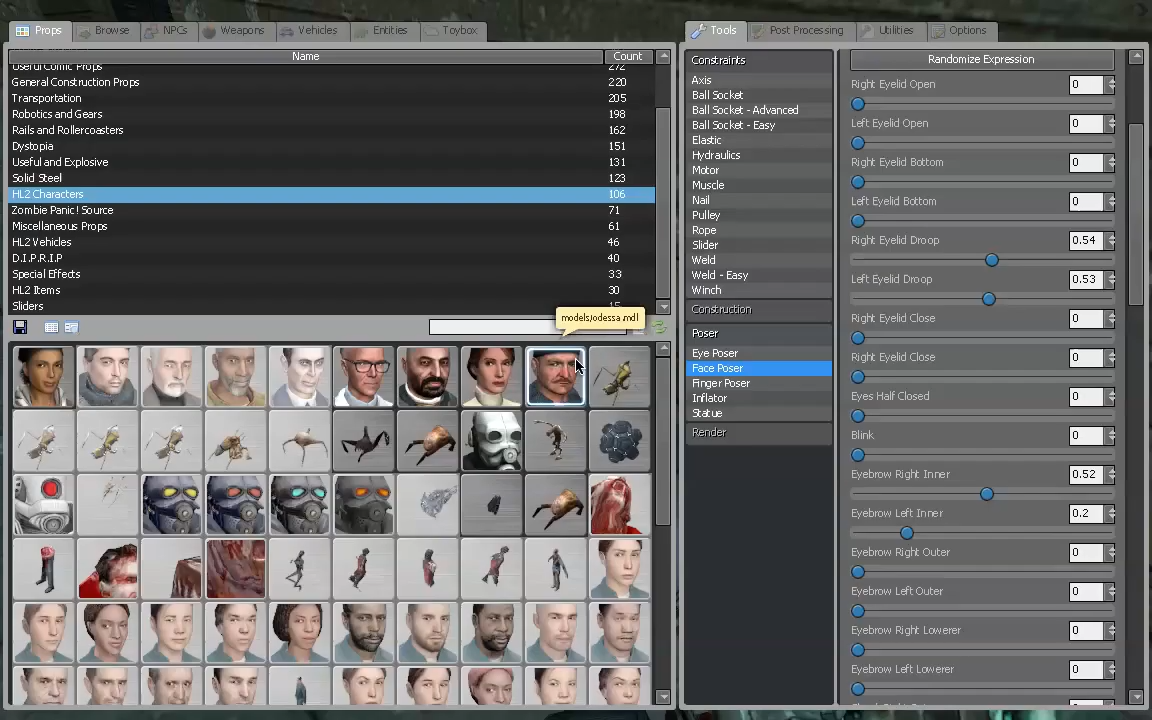 Props
Browse
NPCs
Weapons
Vehicles
Entities
Toybox
Tools
Post Processing
Utilities
Options
Name
Count
Useful Comic Props 272
General Construction Props 220
Transportation 205
Robotics and Gears 198
Rails and Rollercoasters 162
Dystopia 151
Useful and Explosive 131
Solid Steel 123
HL2 Characters 106
Zombie Panic! Source 71
Miscellaneous Props 61
HL2 Vehicles 46
D.I.P.R.I.P 40
Special Effects 33
HL2 Items 30
Sliders 15
models/odessa.mdl
Constraints
Axis
Ball Socket
Ball Socket - Advanced
Ball Socket - Easy
Elastic
Hydraulics
Motor
Muscle
Nail
Pulley
Rope
Slider
Weld
Weld - Easy
Winch
Construction
Poser
Eye Poser
Face Poser
Finger Poser
Inflator
Statue
Render
Randomize Expression
Right Eyelid Open 0
Left Eyelid Open 0
Right Eyelid Bottom 0
Left Eyelid Bottom 0
Right Eyelid Droop 0.54
Left Eyelid Droop 0.53
Right Eyelid Close 0
Right Eyelid Close 0
Eyes Half Closed 0
Blink 0
Eyebrow Right Inner 0.52
Eyebrow Left Inner 0.2
Eyebrow Right Outer 0
Eyebrow Left Outer 0
Eyebrow Right Lowerer 0
Eyebrow Left Lowerer 0